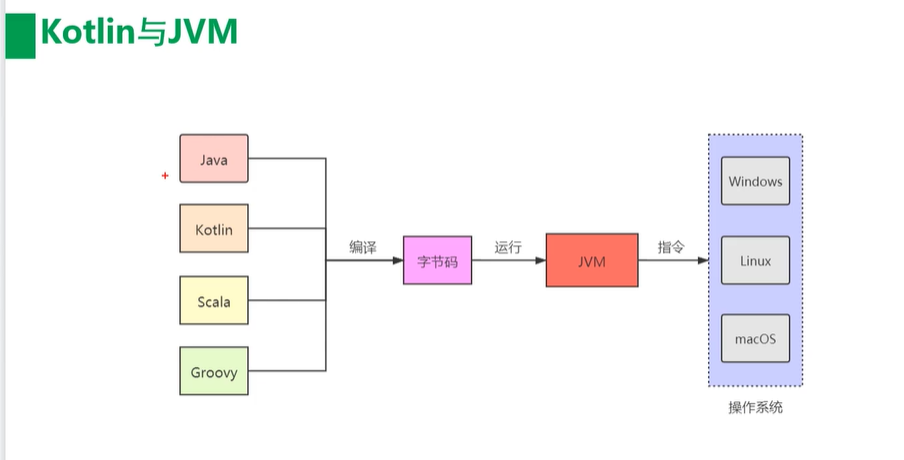 Kotlin与JVM
Java
Kotlin
Scala
Groovy
编译
字节码
运行
JVM
指令
Windows
Linux
macOS
操作系统